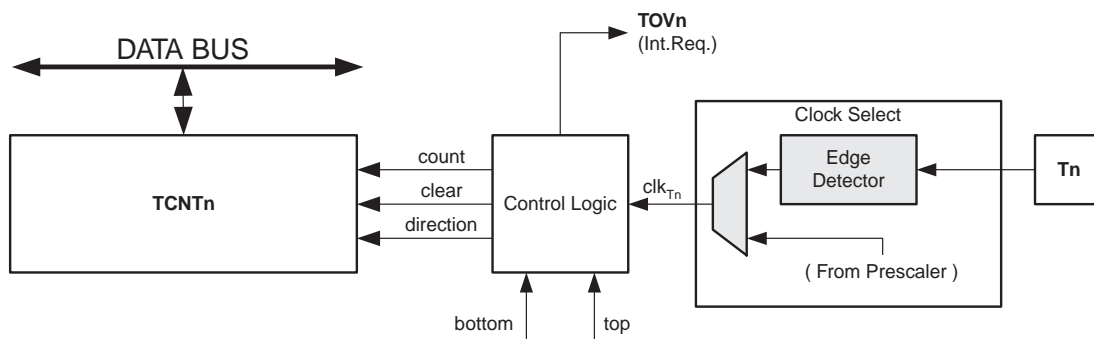 TOVn
(Int.Req.)
DATA BUS
Clock Select
count
clear
direction
TCNTn
Control Logic
clkTn
Edge
Detector
Tn
( From Prescaler )
bottom
top